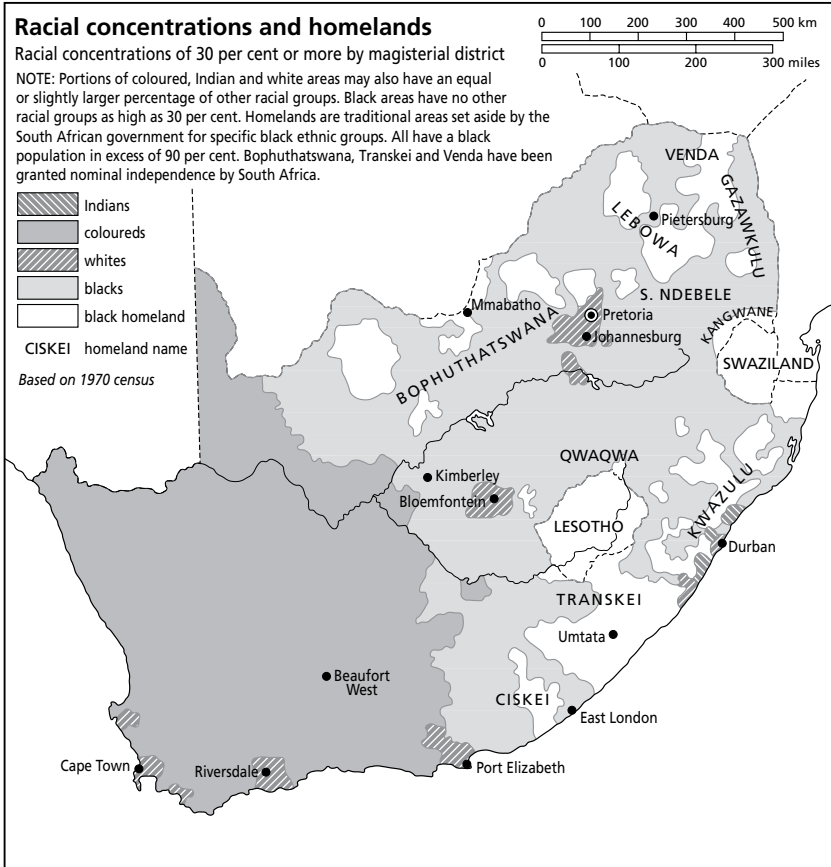 Racial concentrations and homelands
Racial concentrations of 30 per cent or more by magisterial district
NOTE: Portions of coloured, Indian and white areas may also have an equal
or slightly larger percentage of other racial groups. Black areas have no other
racial groups as high as 30 per cent. Homelands are traditional areas set aside by the
South African government for specific black ethnic groups. All have a black
population in excess of 90 per cent. Bophuthatswana, Transkei and Venda have been
granted nominal independence by South Africa.
0 100 200 300 400 500 km
0 100 200 300 miles
Indians
coloureds
whites
blacks
black homeland
CISKEI homeland name
Based on 1970 census
VENDA
GAZAWKULU
LEBOWA
Pietersburg
S. NDEBELE
Mmabatho
Pretoria
Johannesburg
KANGWANE
BOPHUTHATSWANA
SWAZILAND
QWAQWA
Kimberley
Bloemfontein
LESOTHO
KWAZULU
Durban
TRANSKEI
Umtata
Beaufort
West
CISKEI
East London
Cape Town
Riversdale
Port Elizabeth